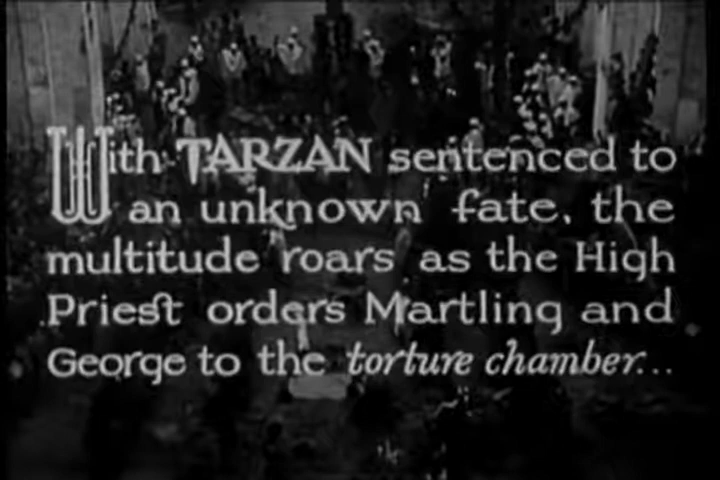 With TARZAN sentenced to
an unknown fate, the
multitude roars as the High
Priest orders Martling and
George to the torture chamber...